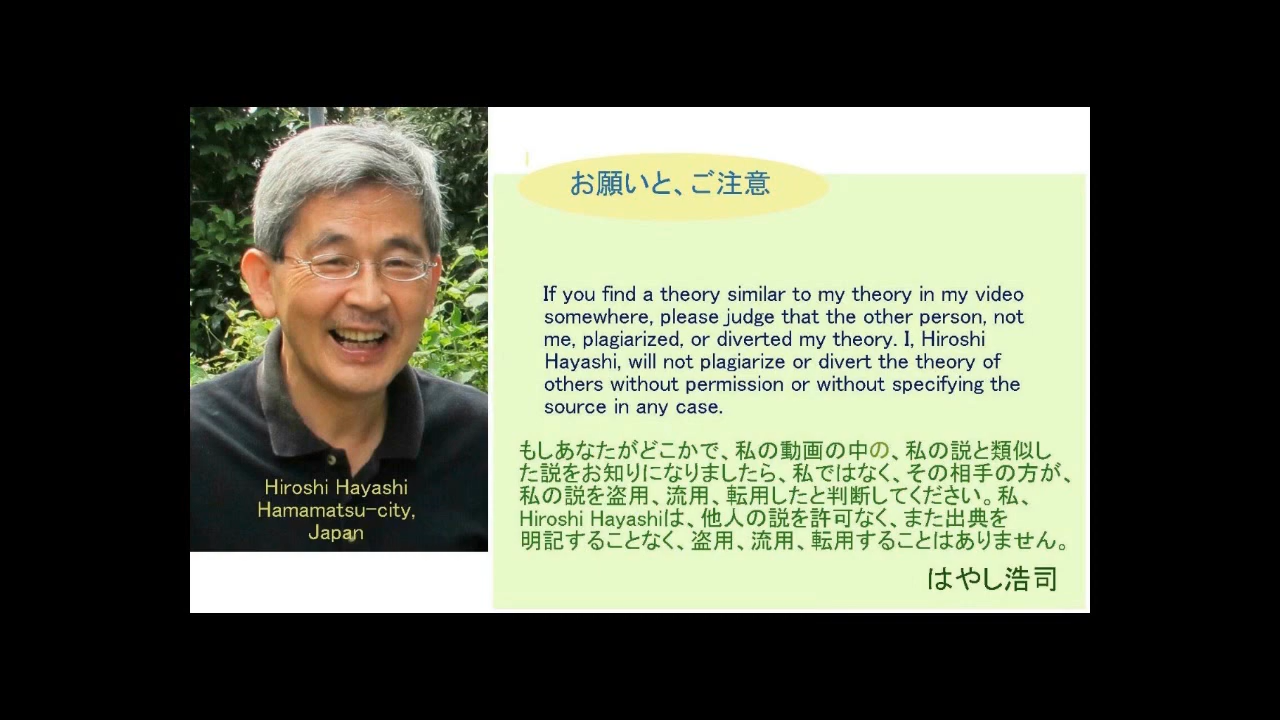 お願いと、ご注意
If you find a theory similar to my theory in my video
somewhere, please judge that the other person, not
me, plagiarized, or diverted my theory. I, Hiroshi
Hayashi, will not plagiarize or divert the theory of
others without permission or without specifying the
source in any case.
もしあなたがどこかで、私の動画の中の、私の説と類似し
た説をお知りになりましたら、私ではなく、その相手の方が、
私の説を盗用、流用、転用したと判断してください。私、
Hiroshi Hayashiは、他人の説を許可なく、また出典を
明記することなく、盗用、流用、転用することはありません。
はやし浩司
Hiroshi Hayashi
Hamamatsu-city,
Japan